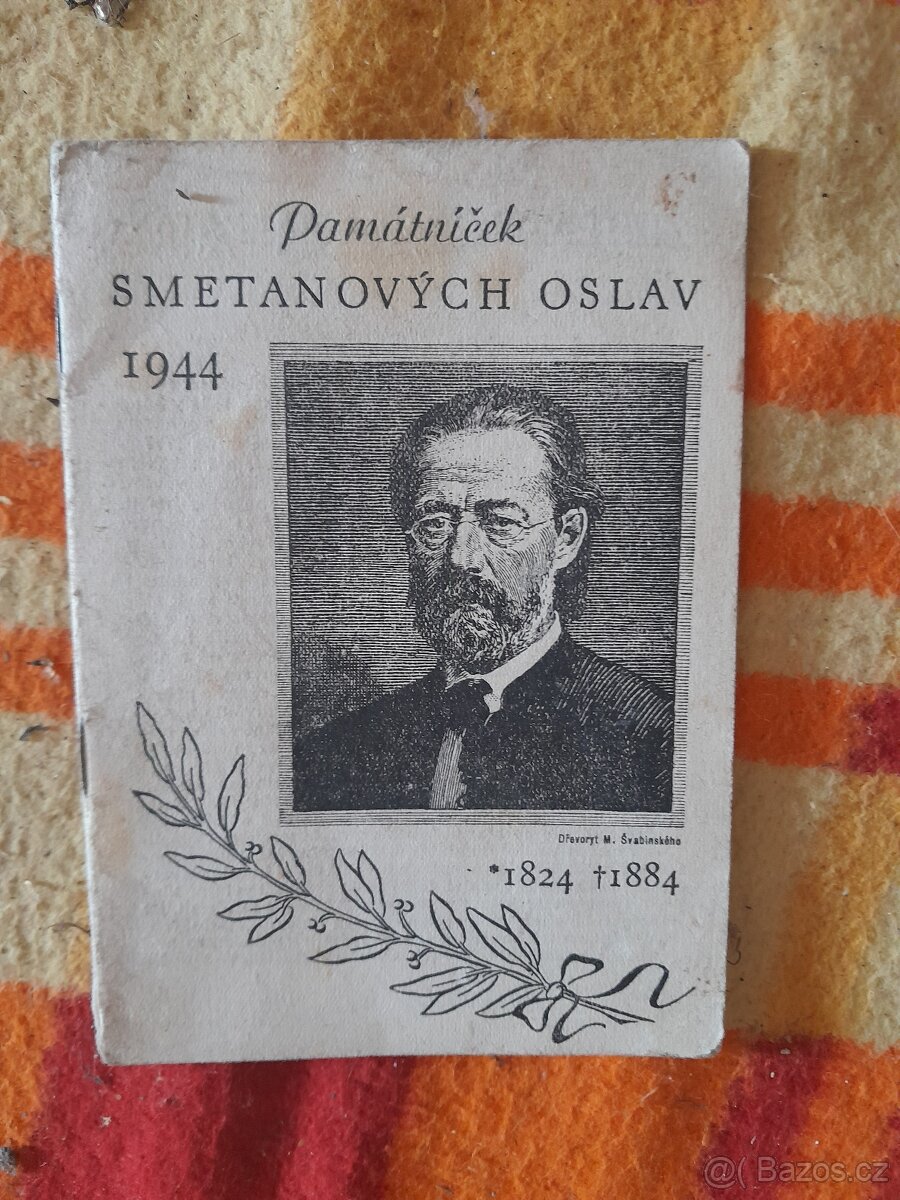 Památníček
SMETANOVÝCH OSLAV
1944
Dřevoryt M. Švabinského
*1824 †1884
@( Bazos.cz